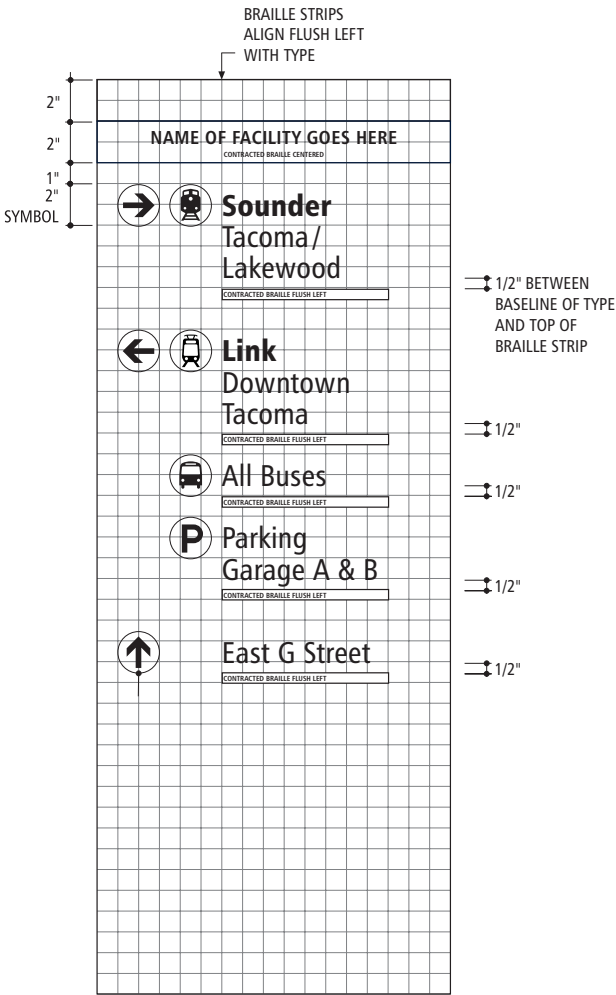 BRAILLE STRIPS
ALIGN FLUSH LEFT
WITH TYPE
2"
2"
NAME OF FACILITY GOES HERE
CONTRACTED BRAILLE CENTERED
1"
2"
SYMBOL
Sounder
Tacoma/
Lakewood
CONTRACTED BRAILLE FLUSH LEFT
1/2" BETWEEN
BASELINE OF TYPE
AND TOP OF
BRAILLE STRIP
Link
Downtown
Tacoma
CONTRACTED BRAILLE FLUSH LEFT
1/2"
All Buses
CONTRACTED BRAILLE FLUSH LEFT
1/2"
P
Parking
Garage A & B
CONTRACTED BRAILLE FLUSH LEFT
1/2"
East G Street
CONTRACTED BRAILLE FLUSH LEFT
1/2"